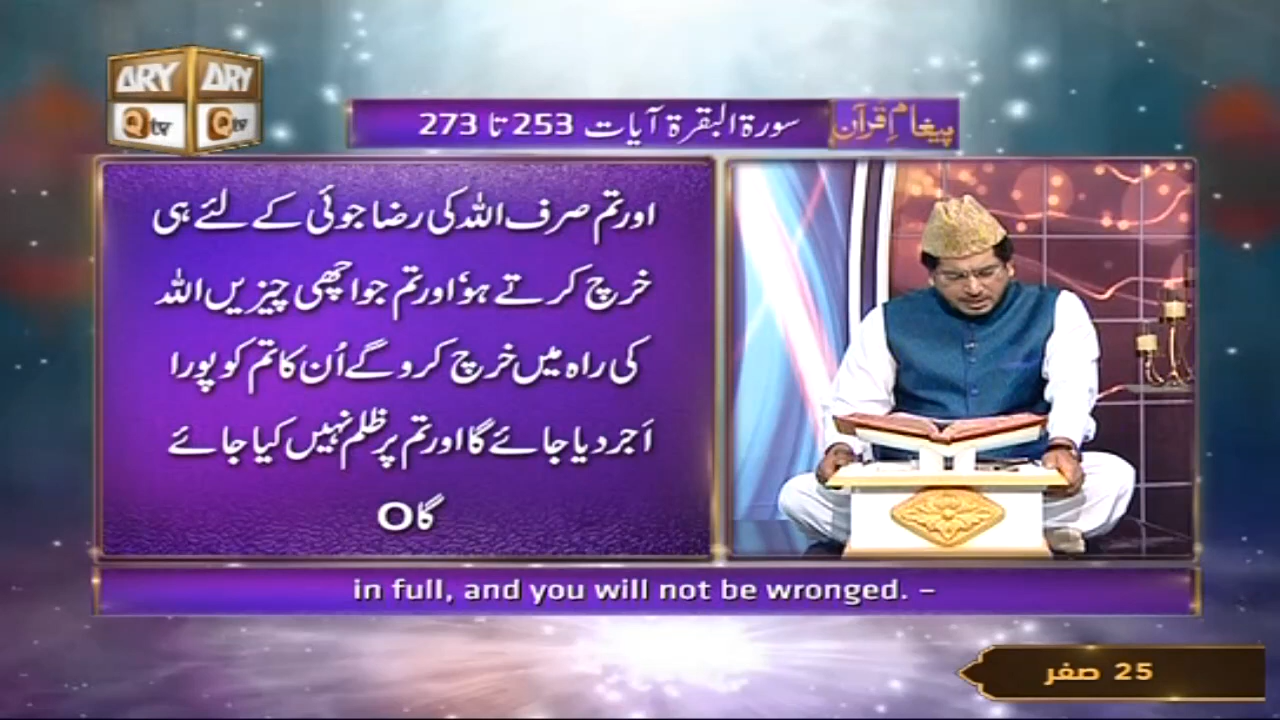 ARY ARY
Qtv Qtv
پیغامِ قرآن
سورۃ البقرۃ آیات 253 تا 273
اور تم صرف اللہ کی رضا جوئی کے لئے ہی
خرچ کرتے ہو ٗ اور تم جو اچھی چیزیں اللہ
کی راہ میں خرچ کرو گے اُن کا تم کو پورا
اَجر دیا جائے گا اور تم پر ظلم نہیں کیا جائے
گا O
in full, and you will not be wronged. –
25 صفر